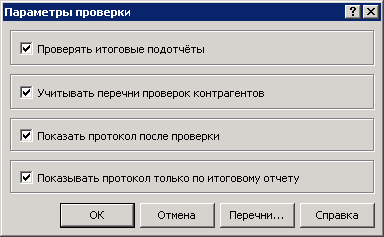 Параметры проверки
Проверять итоговые подотчёты
Учитывать перечни проверок контрагентов
Показать протокол после проверки
Показывать протокол только по итоговому отчету
ОК Отмена Перечни... Справка